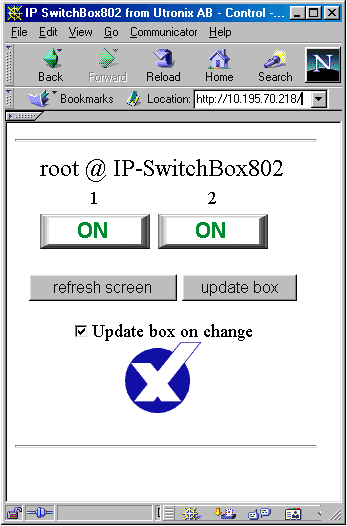 IP SwitchBox802 from Utronix AB - Control -...
File Edit View Go Communicator Help
Back Forward Reload Home Search N
Bookmarks Location: http://10.195.70.218/
root @ IP-SwitchBox802
1 2
ON ON
refresh screen update box
Update box on change
X